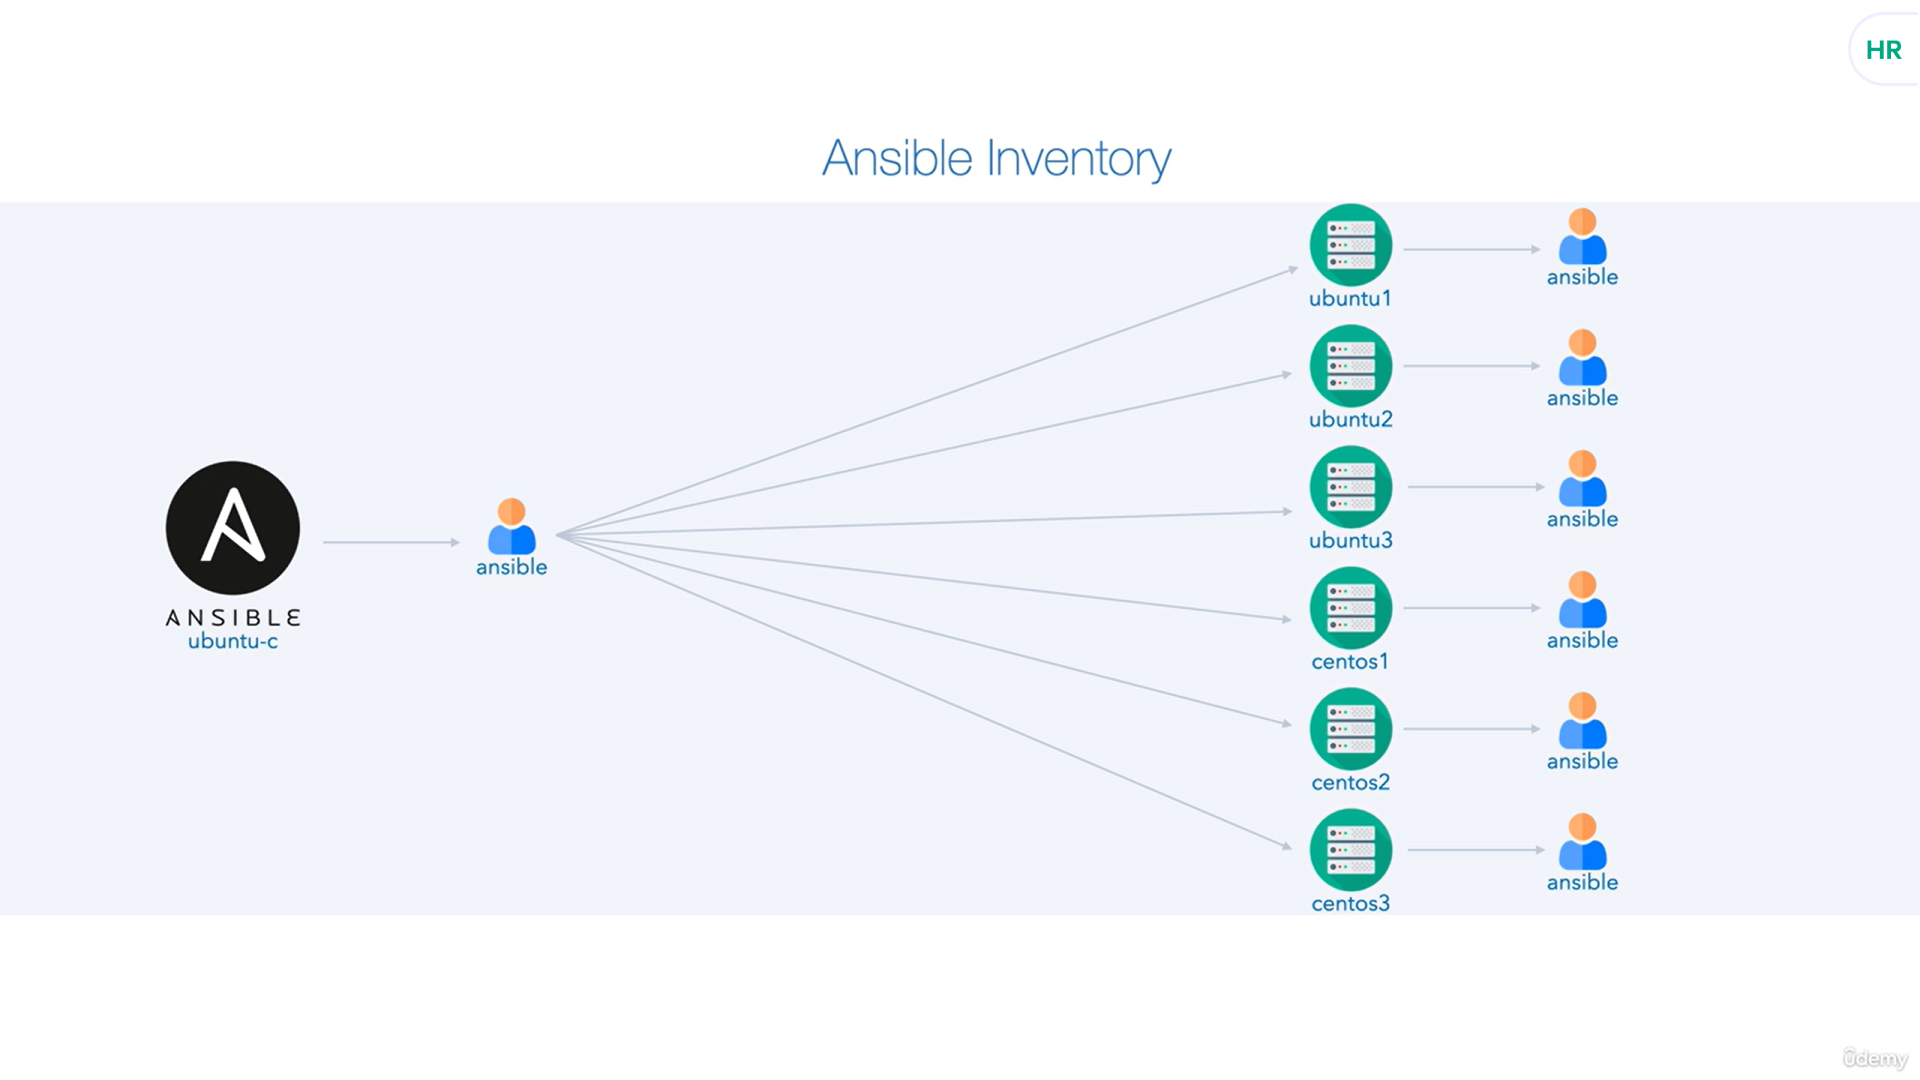 HR
Ansible Inventory
ubuntu1
ansible
ubuntu2
ansible
ubuntu3
ansible
ANSIBLE
ubuntu-c
ansible
centos1
ansible
centos2
ansible
centos3
ansible
ûdemy